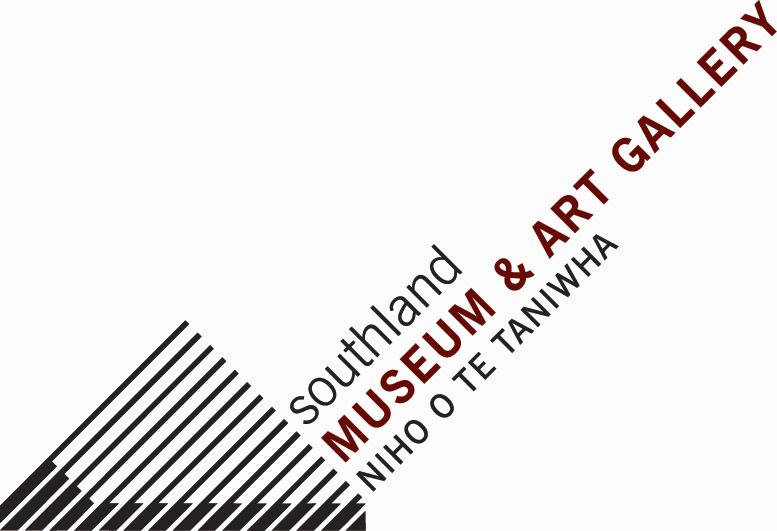 southland
MUSEUM & ART GALLERY
NIHO O TE TANIWHA